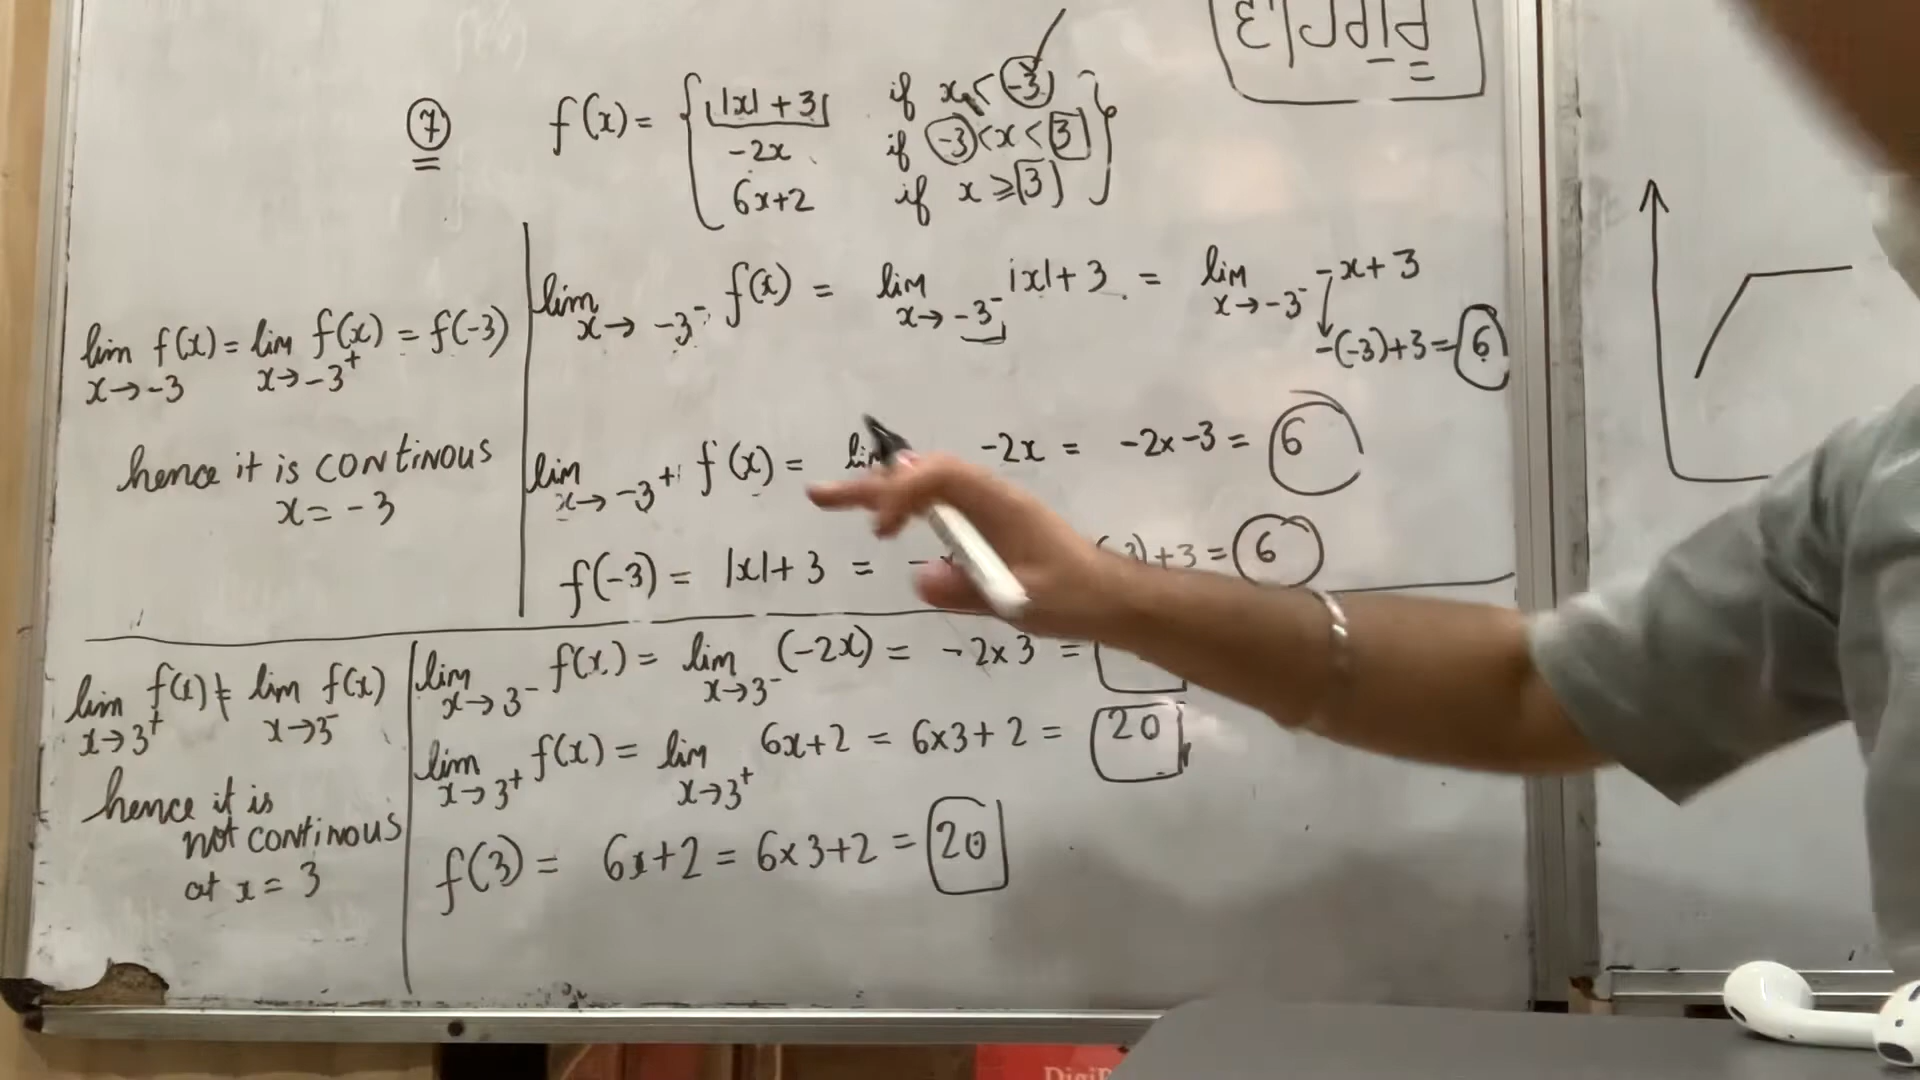 ⑦ f(x) = { |x| + 3 if x ≤ -3
-2x if -3 < x < 3
6x+2 if x ≥ 3 }
lim x→-3 f(x) = lim x→-3⁺ f(x) = f(-3)
hence it is continous
x = -3
lim x→-3⁻ f(x) = lim x→-3⁻ |x| + 3 = lim x→-3⁻ -x + 3
-(-3)+3 = 6
lim x→-3⁺ f(x) = -2x = -2x-3 = 6
f(-3) = |x| + 3 = +3 = 6
lim x→3⁺ f(x) ≠ lim x→3⁻ f(x)
hence it is
not continous
at x = 3
lim x→3⁻ f(x) = lim x→3⁻ (-2x) = -2x3 =
lim x→3⁺ f(x) = lim x→3⁺ 6x+2 = 6x3+2 = 20
f(3) = 6x+2 = 6x3+2 = 20